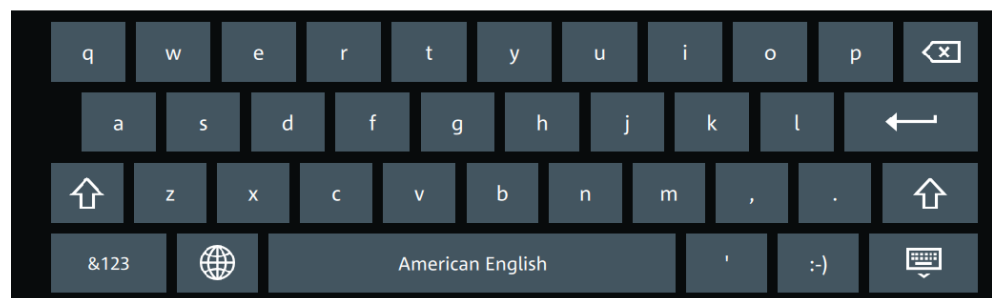 q w e r t y u i o p
a s d f g h j k l
z x c v b n m , .
&123 American English ' :-)